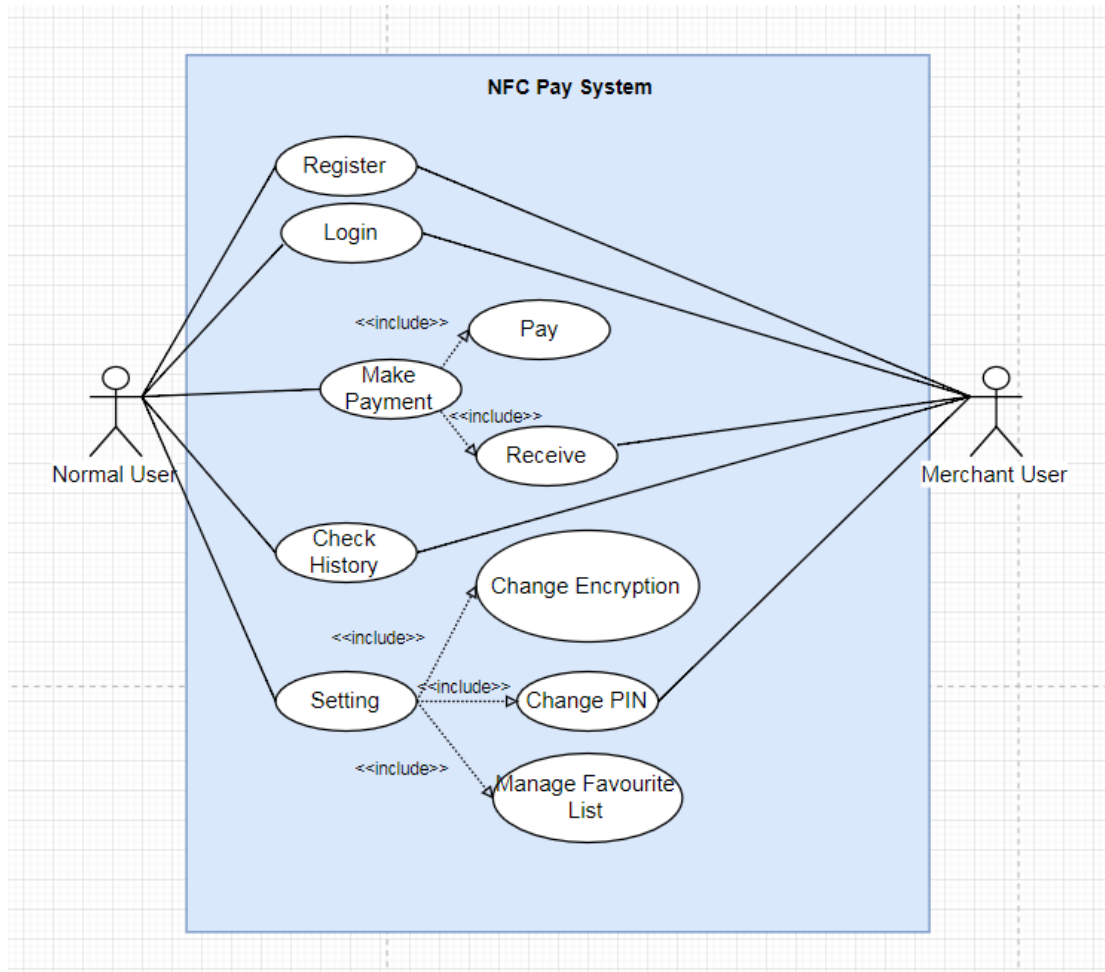 NFC Pay System
Register
Login
<<include>>
Pay
Make
Payment
<<include>>
Receive
Normal User
Merchant User
Check
History
Change Encryption
<<include>>
Setting
<<include>>
Change PIN
<<include>>
Manage Favourite
List